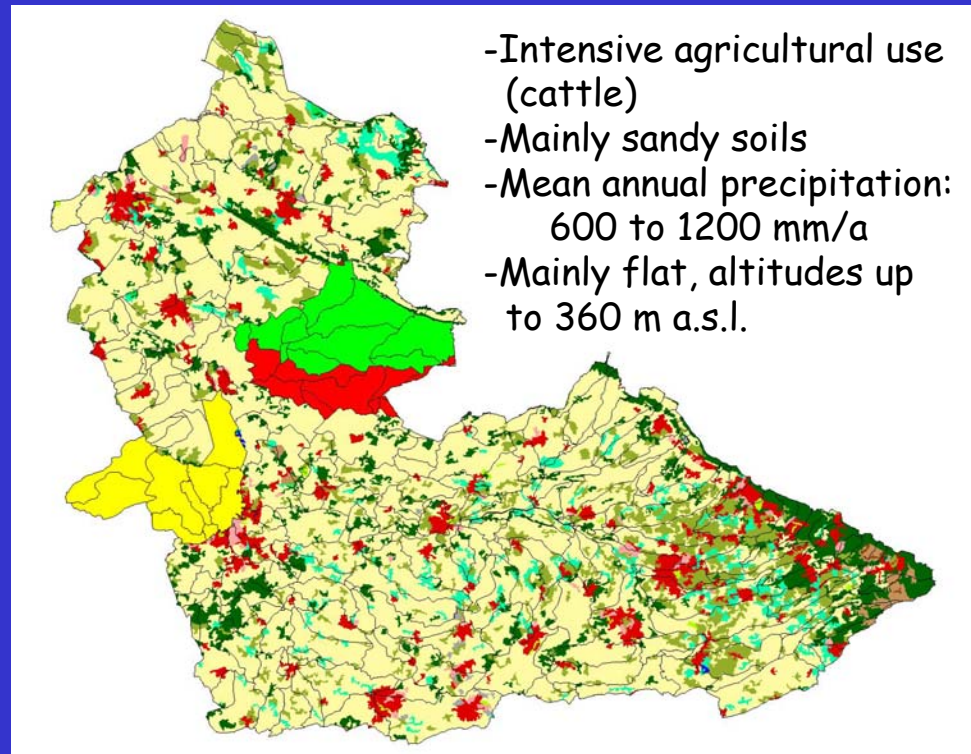 -Intensive agricultural use
(cattle)
-Mainly sandy soils
-Mean annual precipitation:
600 to 1200 mm/a
-Mainly flat, altitudes up
to 360 m a.s.l.